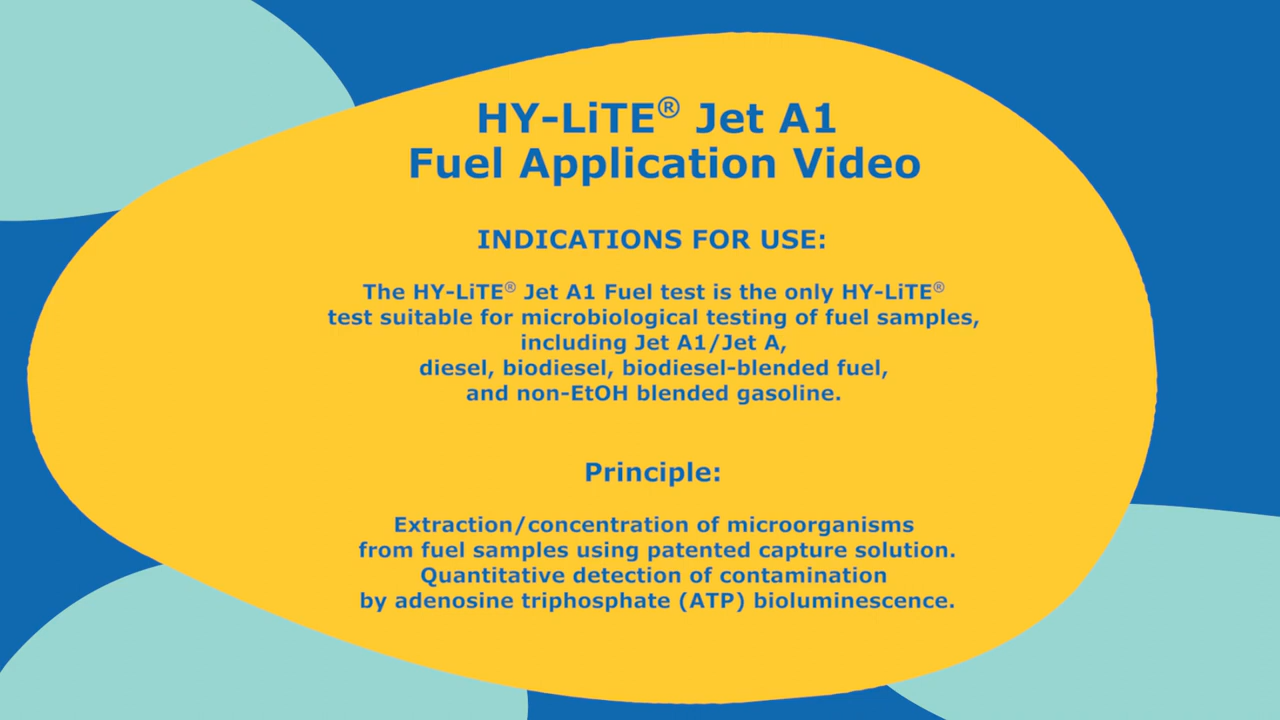 HY-LiTE® Jet A1
Fuel Application Video
INDICATIONS FOR USE:
The HY-LiTE® Jet A1 Fuel test is the only HY-LiTE®
test suitable for microbiological testing of fuel samples,
including Jet A1/Jet A,
diesel, biodiesel, biodiesel-blended fuel,
and non-EtOH blended gasoline.
Principle:
Extraction/concentration of microorganisms
from fuel samples using patented capture solution.
Quantitative detection of contamination
by adenosine triphosphate (ATP) bioluminescence.